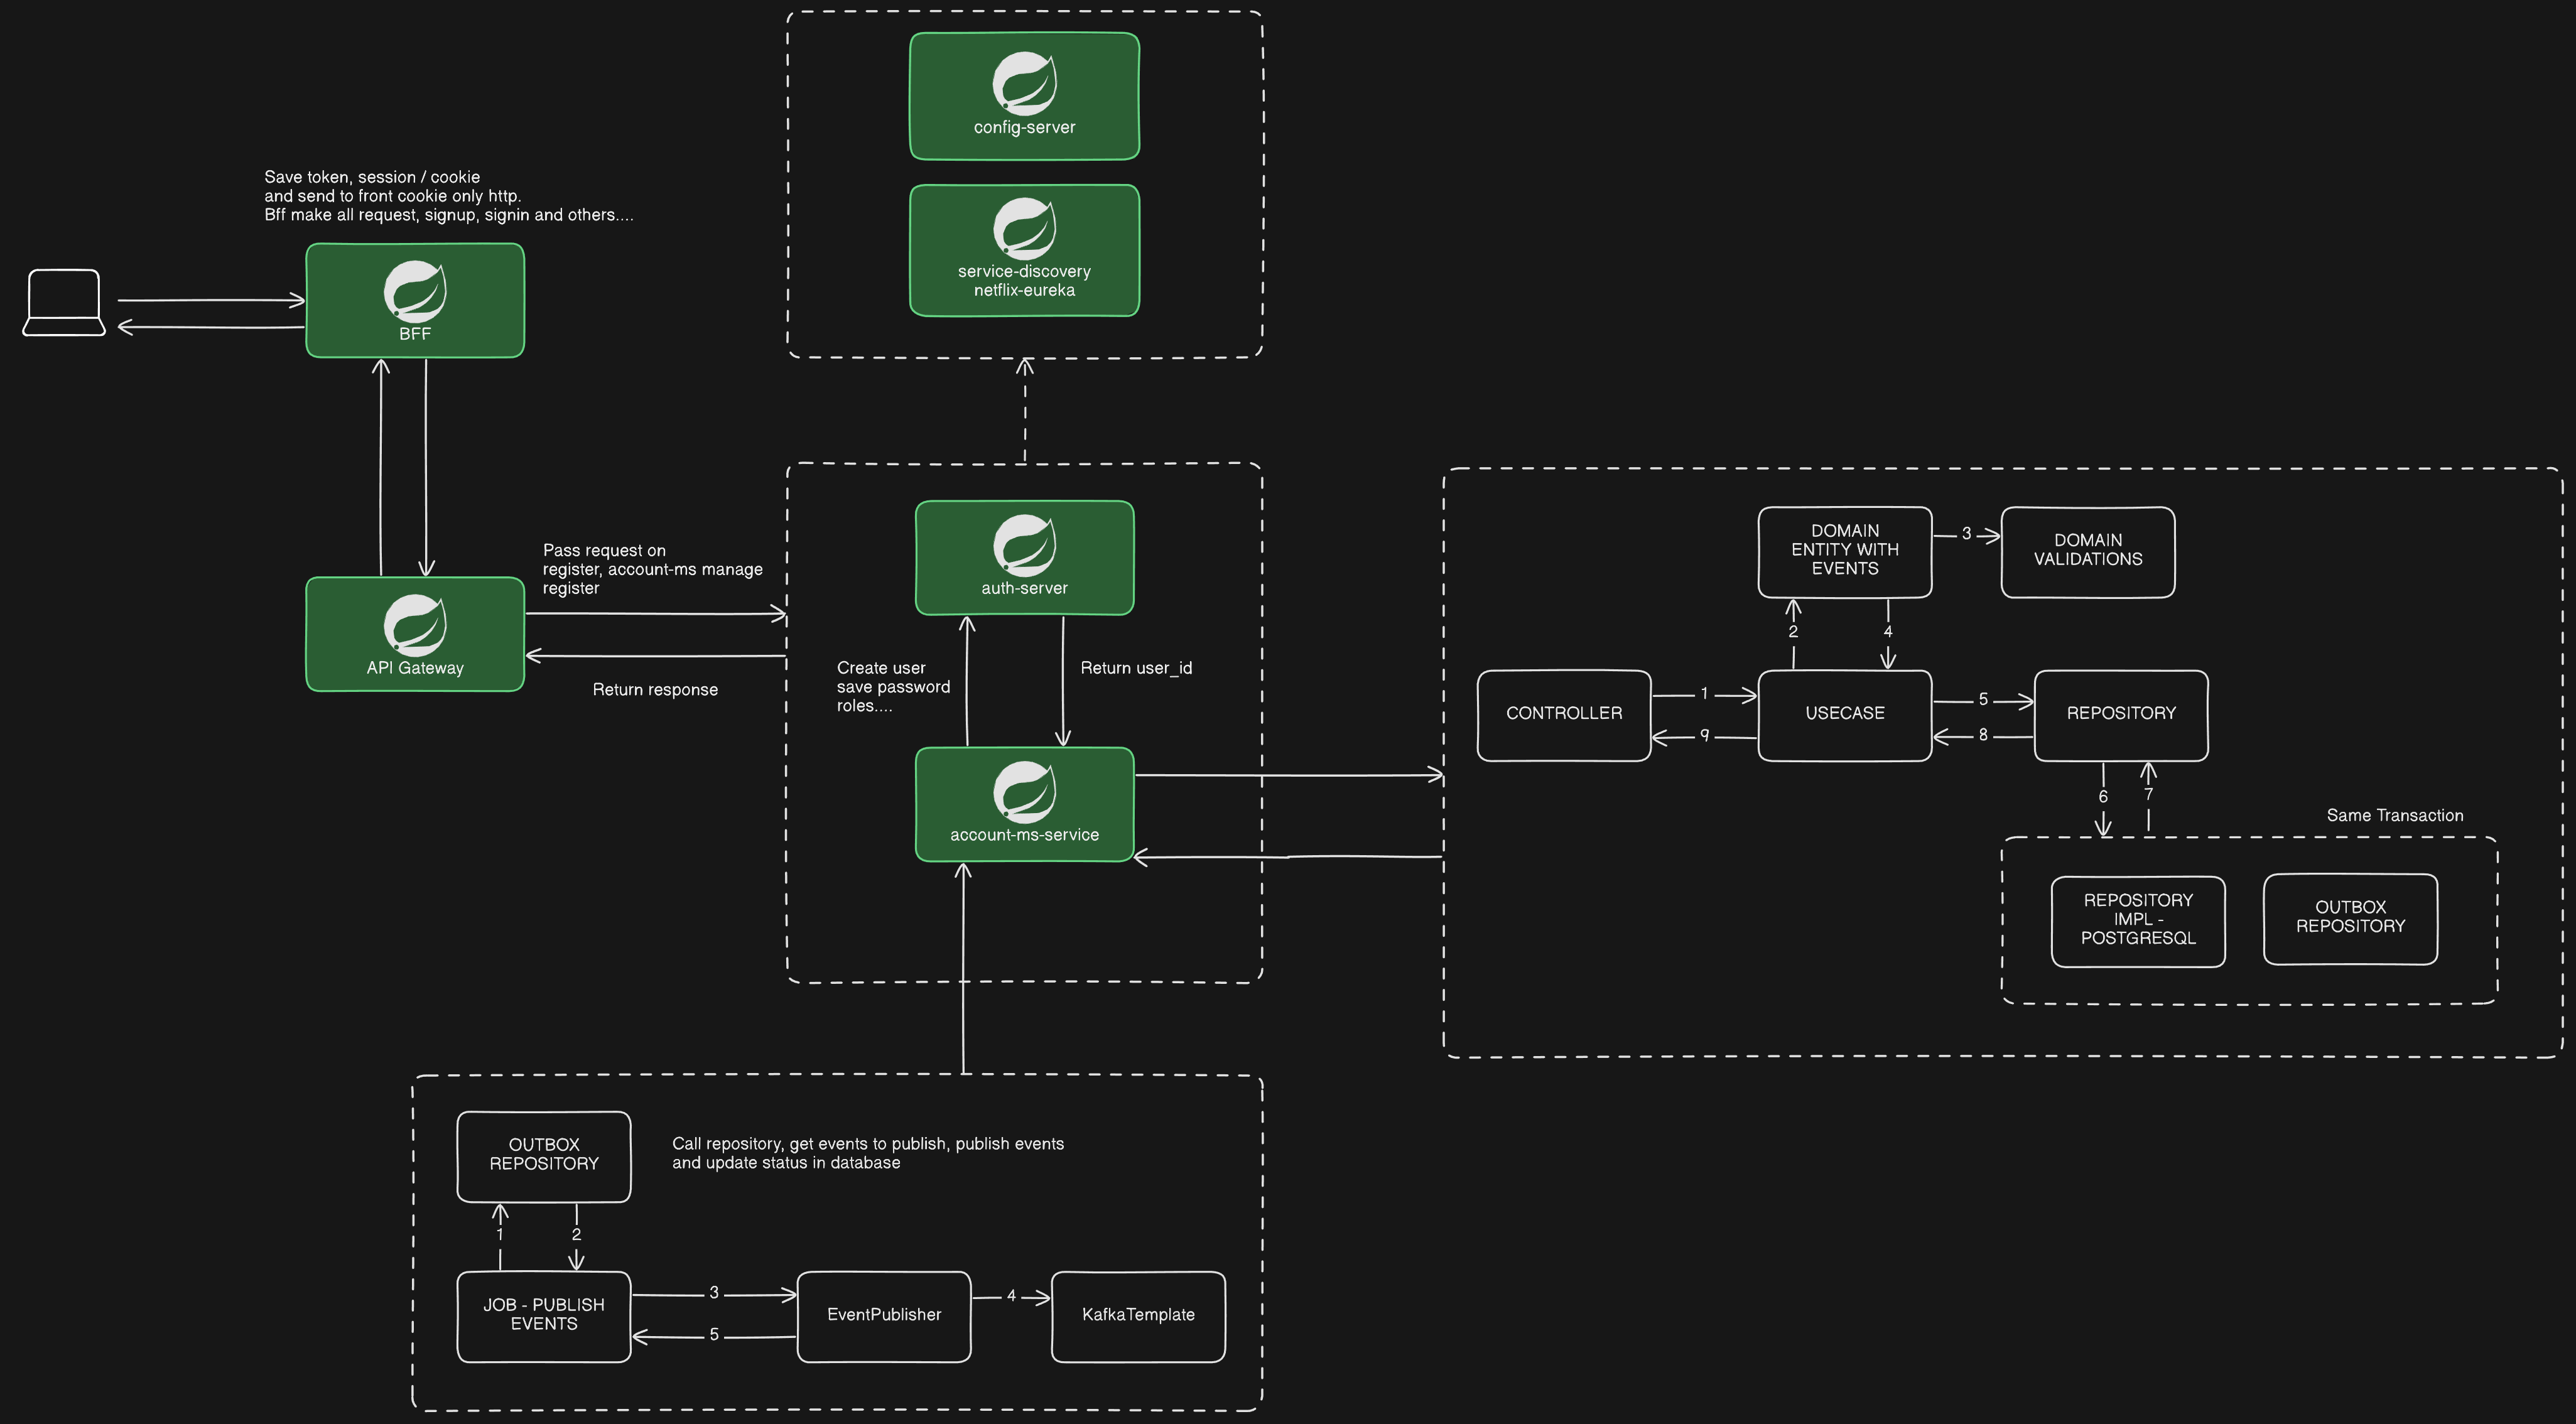 config-server
service-discovery
netflix-eureka
Save token, session / cookie
and send to front cookie only http.
Bff make all request, signup, signin and others....
BFF
Pass request on
register, account-ms manage
register
API Gateway
Return response
auth-server
Create user
save password
roles....
Return user_id
account-ms-service
DOMAIN
ENTITY WITH
EVENTS
3
DOMAIN
VALIDATIONS
2
4
CONTROLLER
1
9
USECASE
5
8
REPOSITORY
6
7
Same Transaction
REPOSITORY
IMPL -
POSTGRESQL
OUTBOX
REPOSITORY
OUTBOX
REPOSITORY
Call repository, get events to publish, publish events
and update status in database
1
2
JOB - PUBLISH
EVENTS
3
5
EventPublisher
4
KafkaTemplate